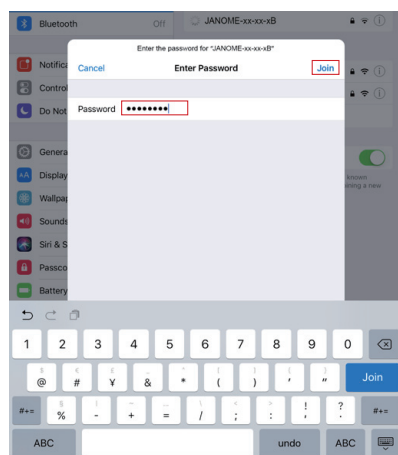 Bluetooth Off JANOME-xx-xx-xB
Enter the password for "JANOME-xx-xx-xB"
Cancel Enter Password Join
Notifica
Control
Password ••••••••
Do Not
Genera
Display
known
ining a new
Wallpap
Sounds
Siri & S
Passco
Battery
1 2 3 4 5 6 7 8 9 0
@ # ¥ & * ( ) ' " Join
#+= % - + = / ; : ! ? #+=
, .
ABC undo ABC